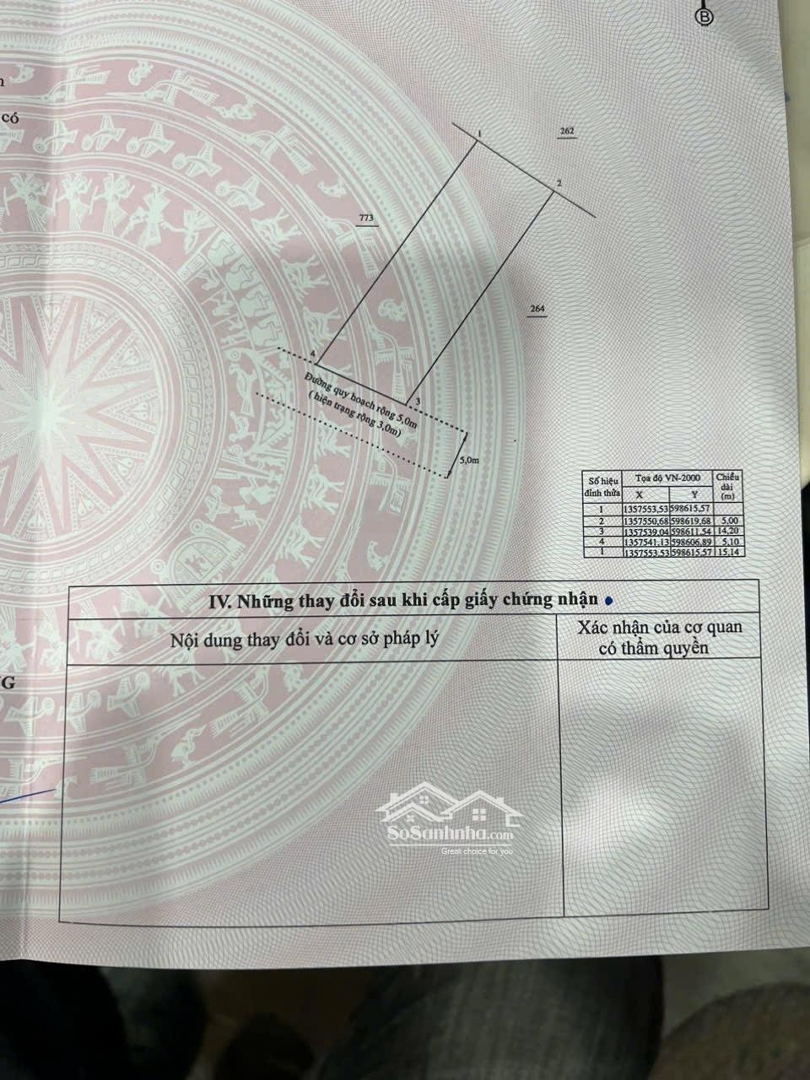 B
có
1
262
2
773
264
4
3
Đường quy hoạch rộng 5,0m
( hiện trạng rộng 3,0m)
5,0m
Số hiệu đỉnh thửa Tọa độ VN-2000 Chiều dài (m)
X Y
1 1357553,53 598615,57
2 1357550,68 598619,68 5,00
3 1357539,04 598611,54 14,20
4 1357541,13 598606,89 5,10
1 1357553,53 598615,57 15,14
IV. Những thay đổi sau khi cấp giấy chứng nhận
Nội dung thay đổi và cơ sở pháp lý
Xác nhận của cơ quan
có thẩm quyền
G
SoSanhnha.com
Great choice for you